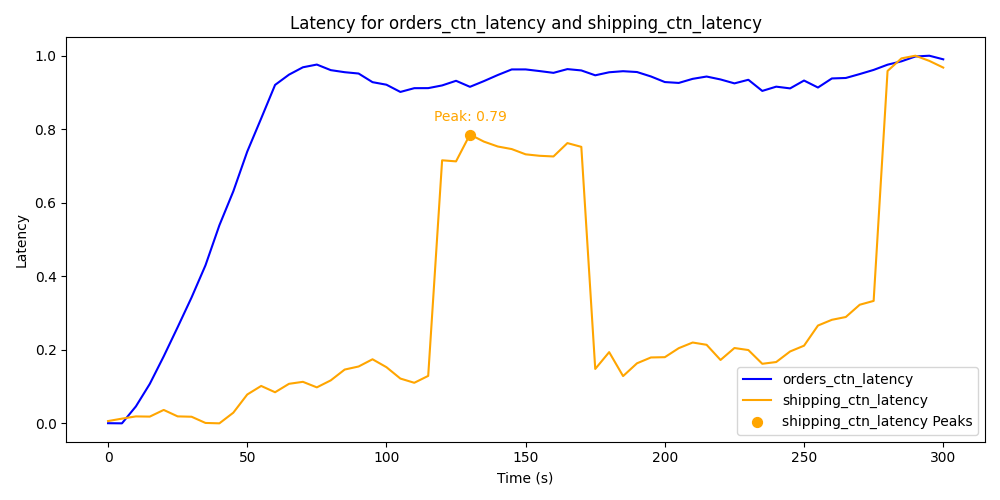 Latency for orders_ctn_latency and shipping_ctn_latency
Latency
1.0
0.8
0.6
0.4
0.2
0.0
Peak: 0.79
orders_ctn_latency
shipping_ctn_latency
shipping_ctn_latency Peaks
0 50 100 150 200 250 300
Time (s)